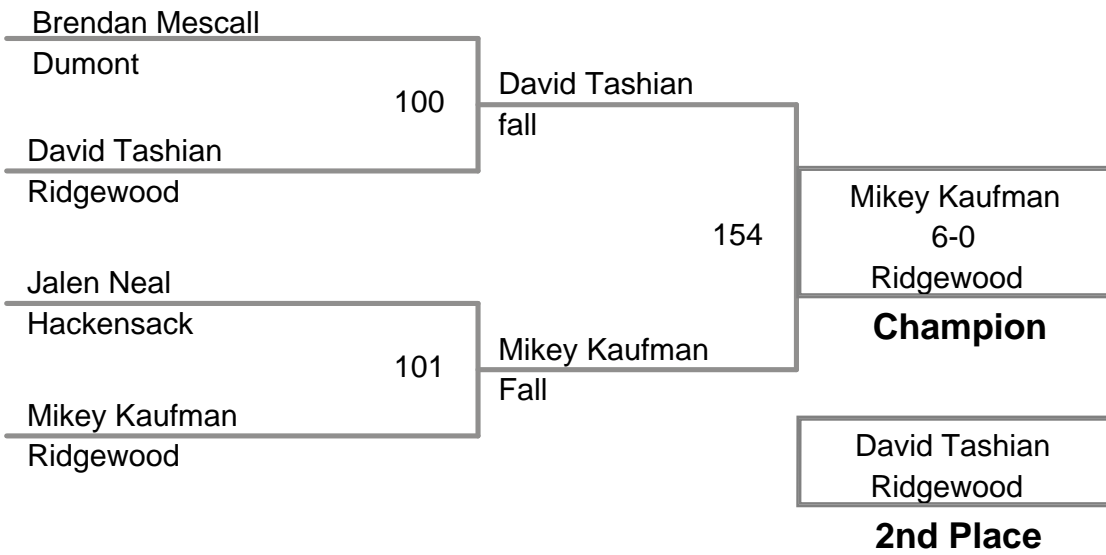 Brendan Mescall
Dumont
100
David Tashian
Ridgewood
David Tashian
fall
Jalen Neal
Hackensack
101
Mikey Kaufman
Ridgewood
Mikey Kaufman
Fall
154
Mikey Kaufman
6-0
Ridgewood
Champion
David Tashian
Ridgewood
2nd Place